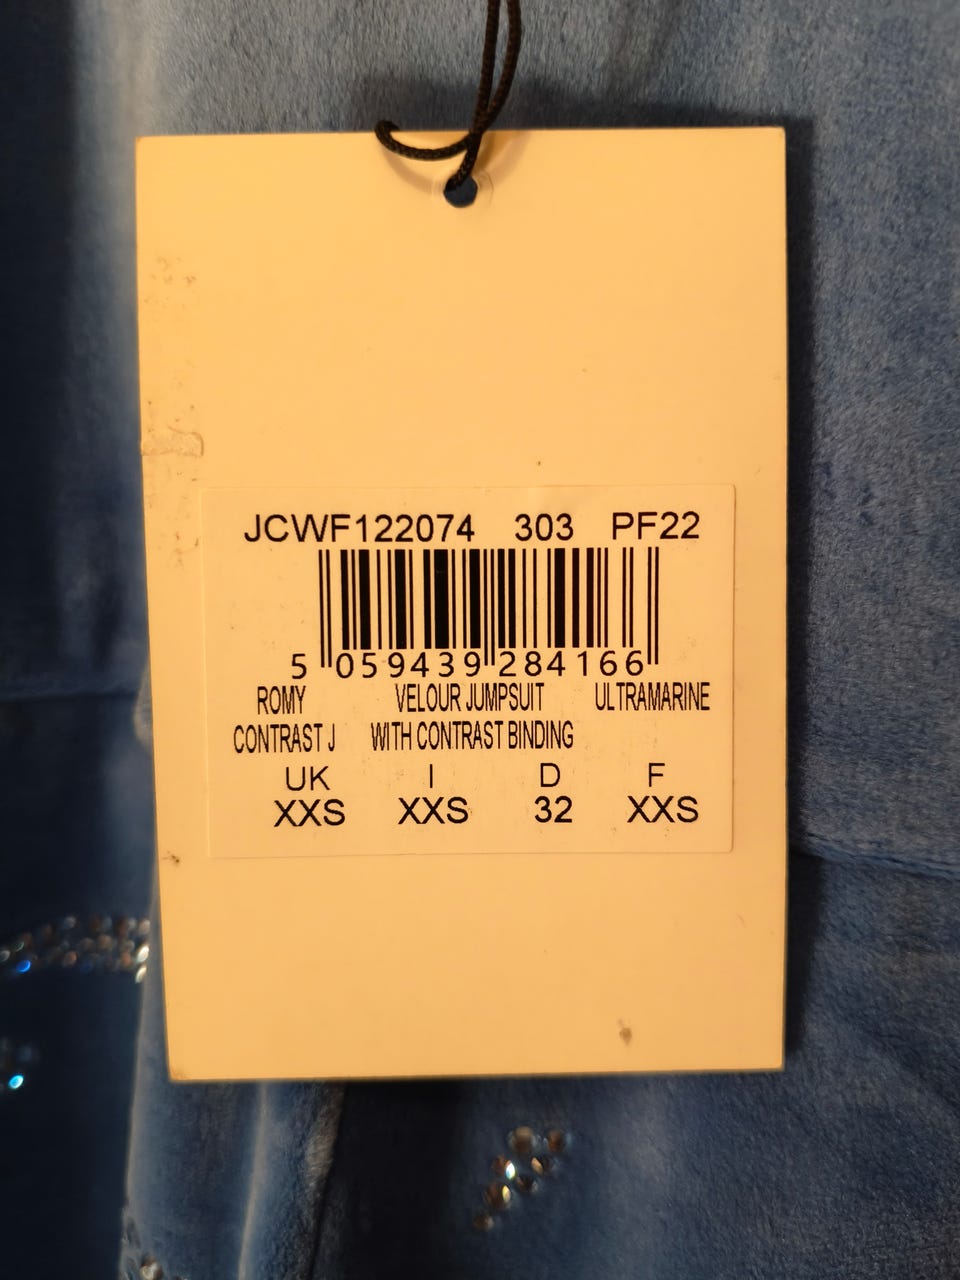 JCWF122074 303 PF22
5 059439 284166
ROMY VELOUR JUMPSUIT ULTRAMARINE
CONTRAST J WITH CONTRAST BINDING
UK I D F
XXS XXS 32 XXS